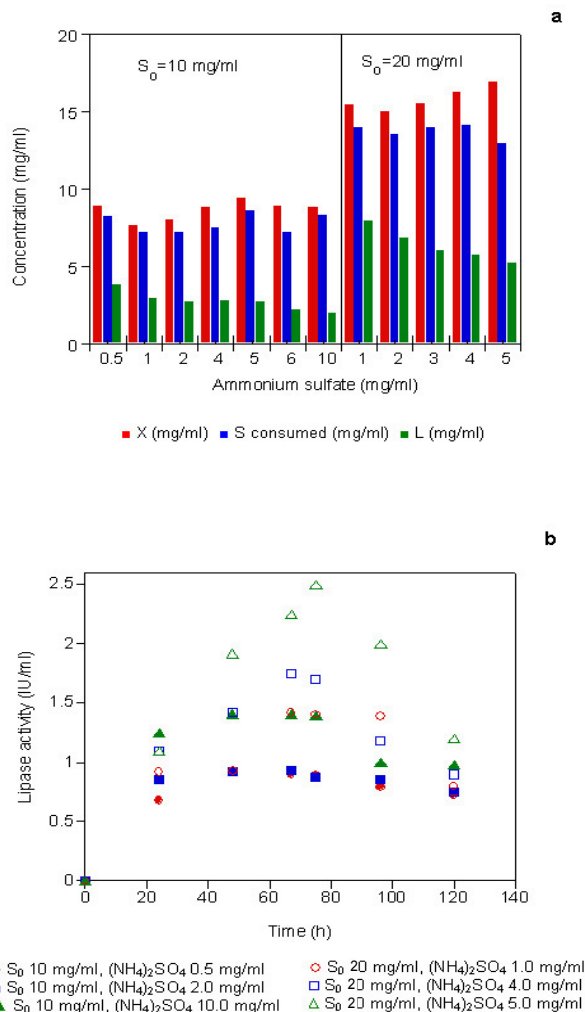 a
20
S₀=10 mg/ml
S₀=20 mg/ml
15
10
5
0
Concentration (mg/ml)
0.5 1 2 4 5 6 10 1 2 3 4 5
Ammonium sulfate (mg/ml)
X (mg/ml) S consumed (mg/ml) L (mg/ml)
b
2.5
2
1.5
1
0.5
0
Lipase activity (IU/ml)
0 20 40 60 80 100 120 140
Time (h)
S₀ 10 mg/ml, (NH₄)₂SO₄ 0.5 mg/ml
S₀ 20 mg/ml, (NH₄)₂SO₄ 1.0 mg/ml
S₀ 10 mg/ml, (NH₄)₂SO₄ 2.0 mg/ml
S₀ 20 mg/ml, (NH₄)₂SO₄ 4.0 mg/ml
S₀ 10 mg/ml, (NH₄)₂SO₄ 10.0 mg/ml
S₀ 20 mg/ml, (NH₄)₂SO₄ 5.0 mg/ml